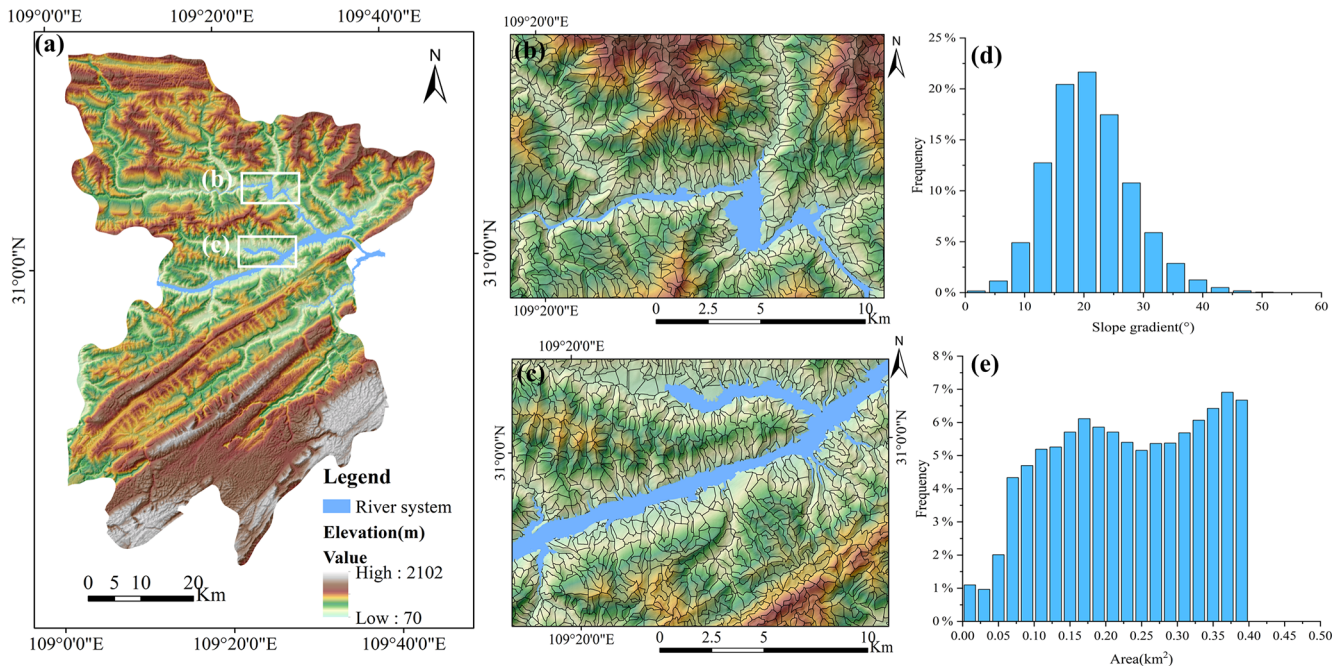 109°0'0"E
109°20'0"E
109°40'0"E
(a)
N
(b)
(c)
31°0'0"N
Legend
River system
Elevation(m)
Value
High : 2102
Low : 70
0 5 10 20
Km
109°0'0"E
109°20'0"E
109°40'0"E
109°20'0"E
(b)
N
31°0'0"N
31°0'0"N
109°20'0"E
0 2.5 5 10
Km
109°20'0"E
(c)
N
31°0'0"N
31°0'0"N
109°20'0"E
0 2.5 5 10
Km
(d)
25%
20%
15%
10%
5%
0%
Frequency
0 10 20 30 40 50 60
Slope gradient(°)
(e)
8%
7%
6%
5%
4%
3%
2%
1%
0%
Frequency
0.00 0.05 0.10 0.15 0.20 0.25 0.30 0.35 0.40 0.45 0.50
Area(km²)